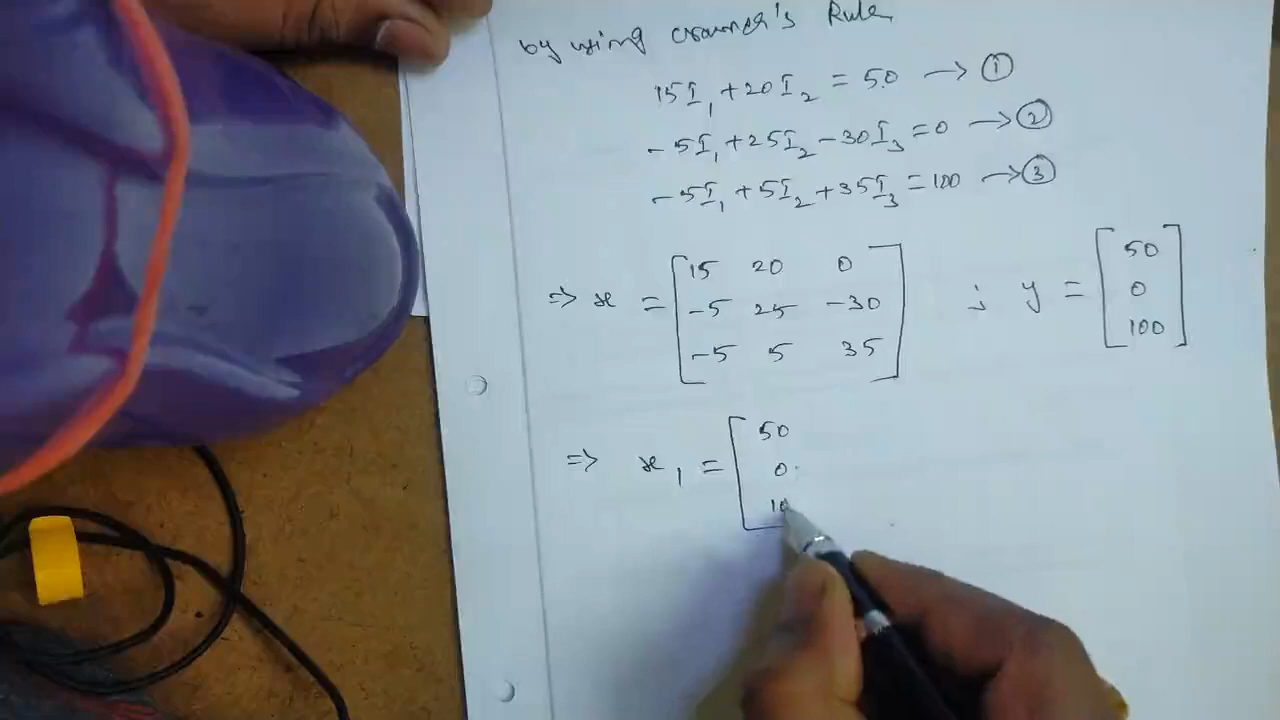 by using cramer's Rule
15I₁ + 20I₂ = 50 → ①
-5I₁ + 25I₂ - 30I₃ = 0 → ②
-5I₁ + 5I₂ + 35I₃ = 100 → ③
⇒ x = [15 20 0 ; y = [50
-5 25 -30 0
-5 5 35] 100]
⇒ x₁ = [50
0
10